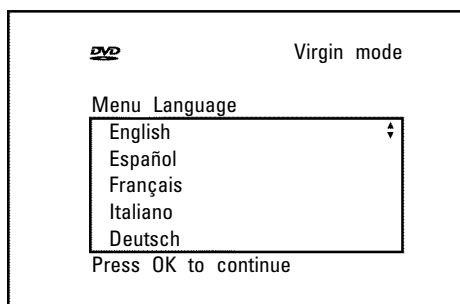 DVD Virgin mode
Menu Language
English
Español
Français
Italiano
Deutsch
Press OK to continue